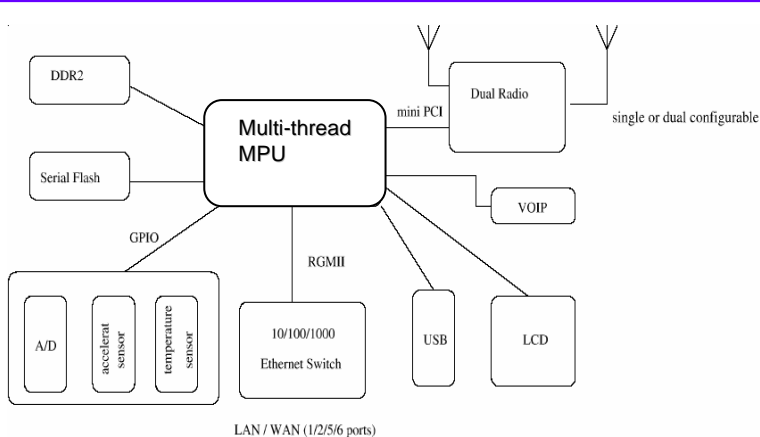 DDR2
Dual Radio
mini PCI
single or dual configurable
Multi-thread
MPU
Serial Flash
VOIP
GPIO
RGMII
A/D
accelerat
sensor
temperature
sensor
10/100/1000
Ethernet Switch
USB
LCD
LAN / WAN (1/2/5/6 ports)